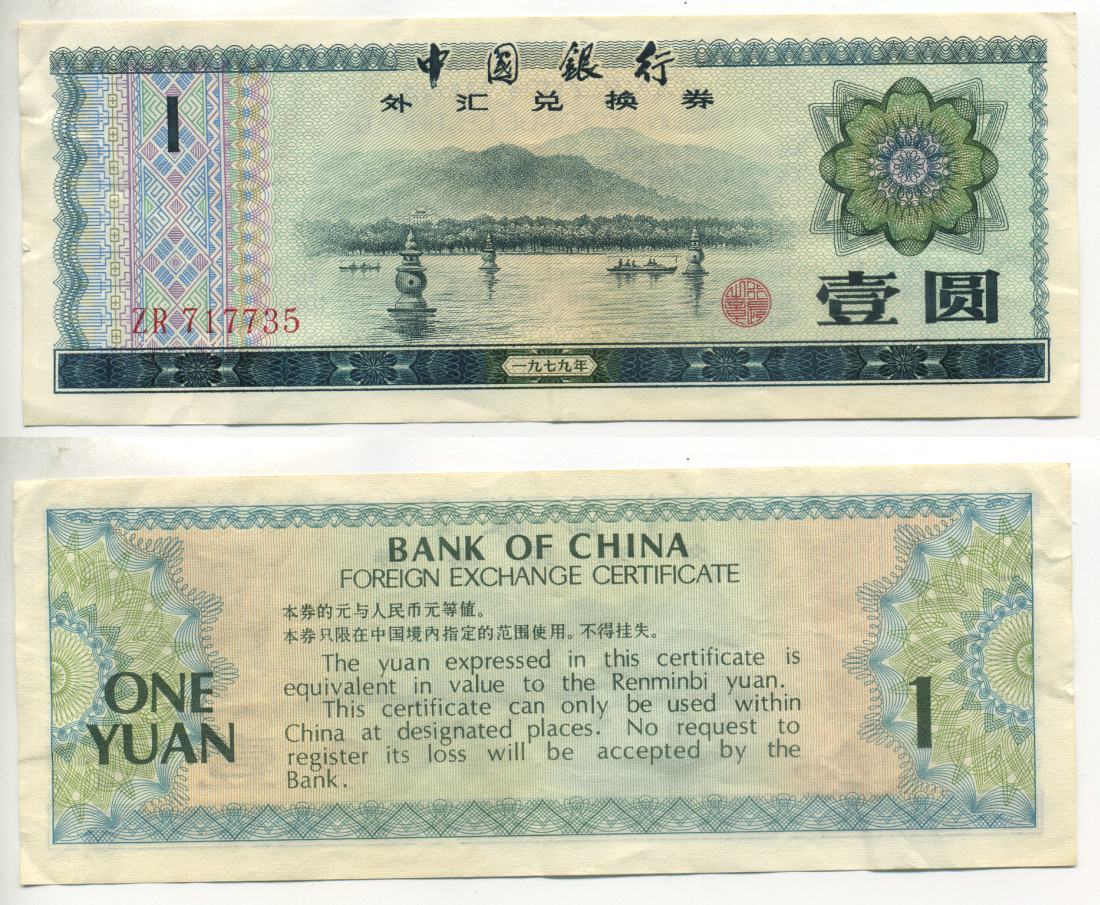 中國銀行
外汇兑换券
1
ZR 717735
壹圆
一九七九年
BANK OF CHINA
FOREIGN EXCHANGE CERTIFICATE
本券的元与人民币元等値。
本券只限在中国境内指定的范围使用。不得挂失。
The yuan expressed in this certificate is
equivalent in value to the Renminbi yuan.
This certificate can only be used within
China at designated places. No request to
register its loss will be accepted by the
Bank.
ONE
YUAN
1